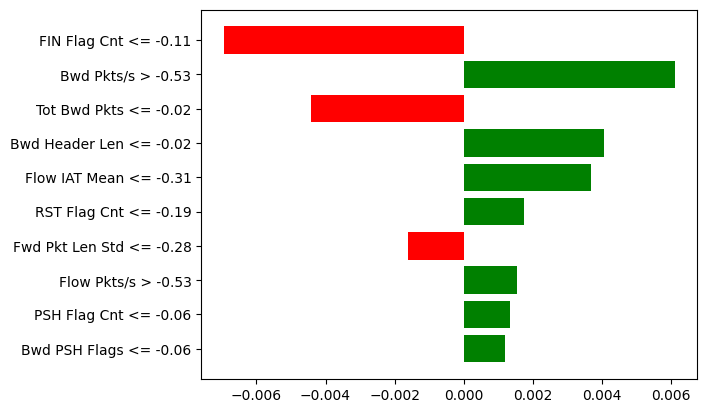 FIN Flag Cnt <= -0.11
Bwd Pkts/s > -0.53
Tot Bwd Pkts <= -0.02
Bwd Header Len <= -0.02
Flow IAT Mean <= -0.31
RST Flag Cnt <= -0.19
Fwd Pkt Len Std <= -0.28
Flow Pkts/s > -0.53
PSH Flag Cnt <= -0.06
Bwd PSH Flags <= -0.06
−0.006 −0.004 −0.002 0.000 0.002 0.004 0.006